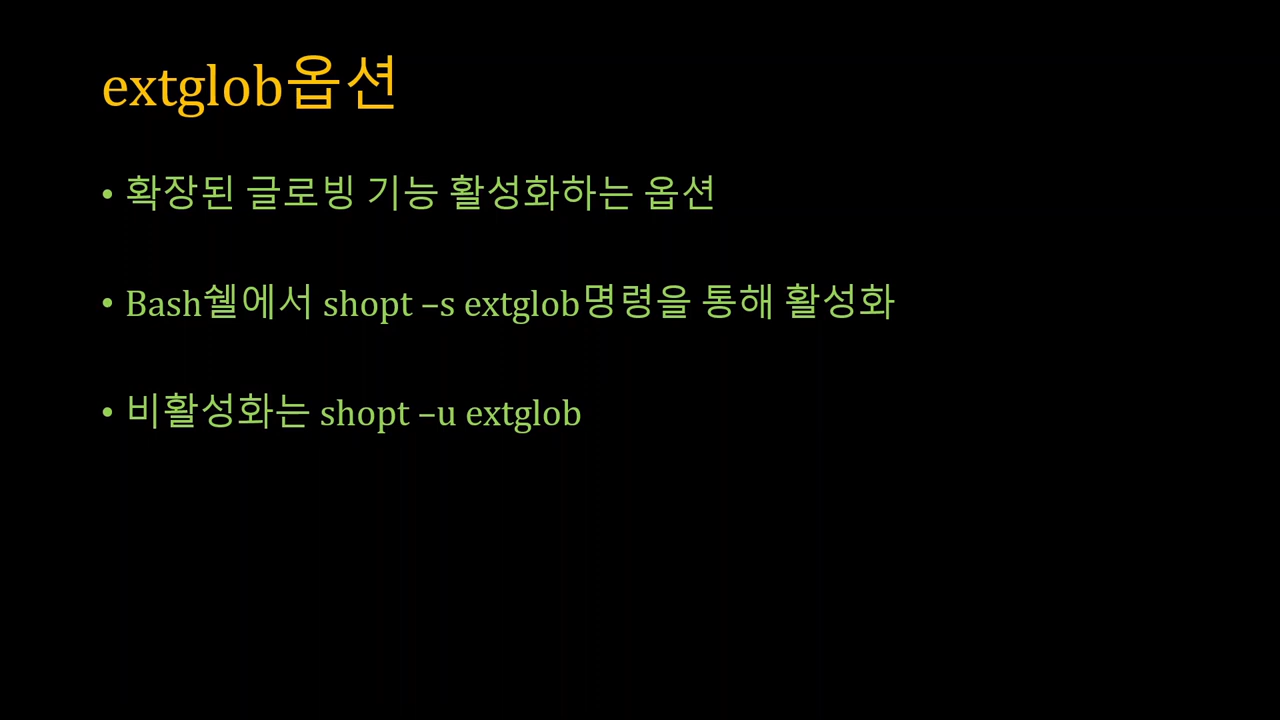 extglob옵션
• 확장된 글로빙 기능 활성화하는 옵션
• Bash쉘에서 shopt –s extglob명령을 통해 활성화
• 비활성화는 shopt –u extglob